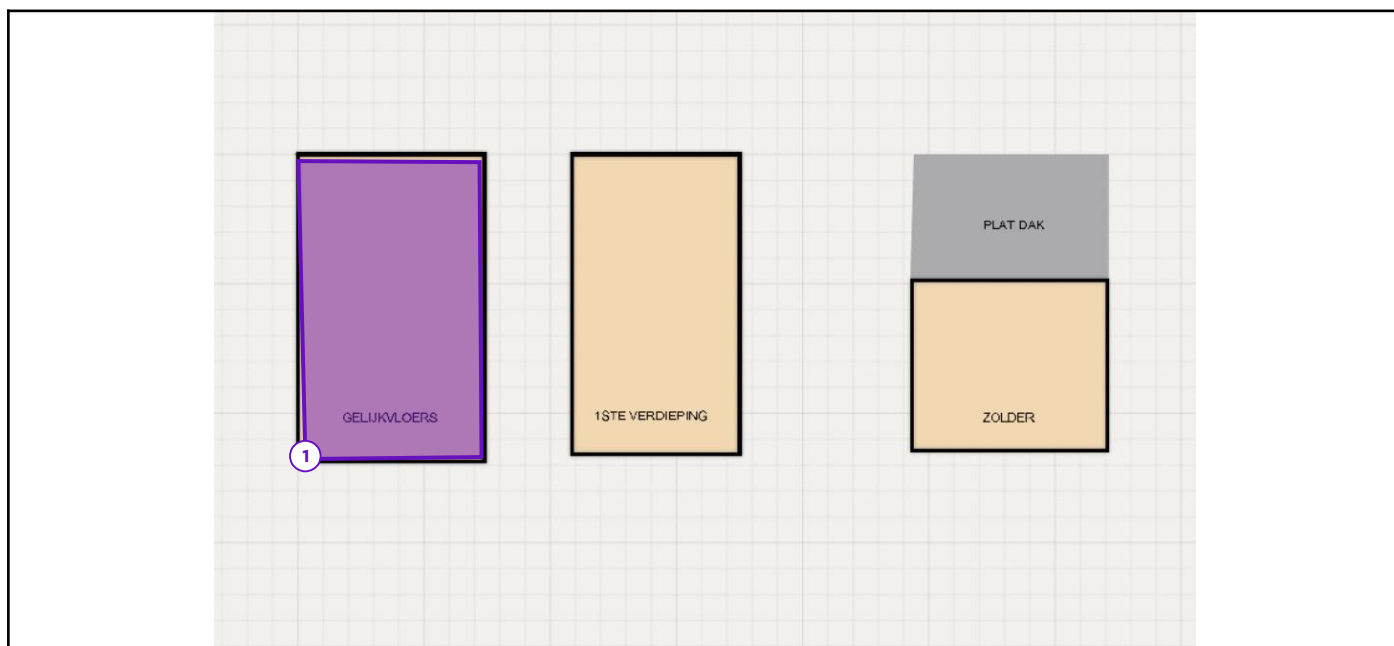 PLAT DAK
GELIJKVLOERS
1STE VERDIEPING
ZOLDER
1